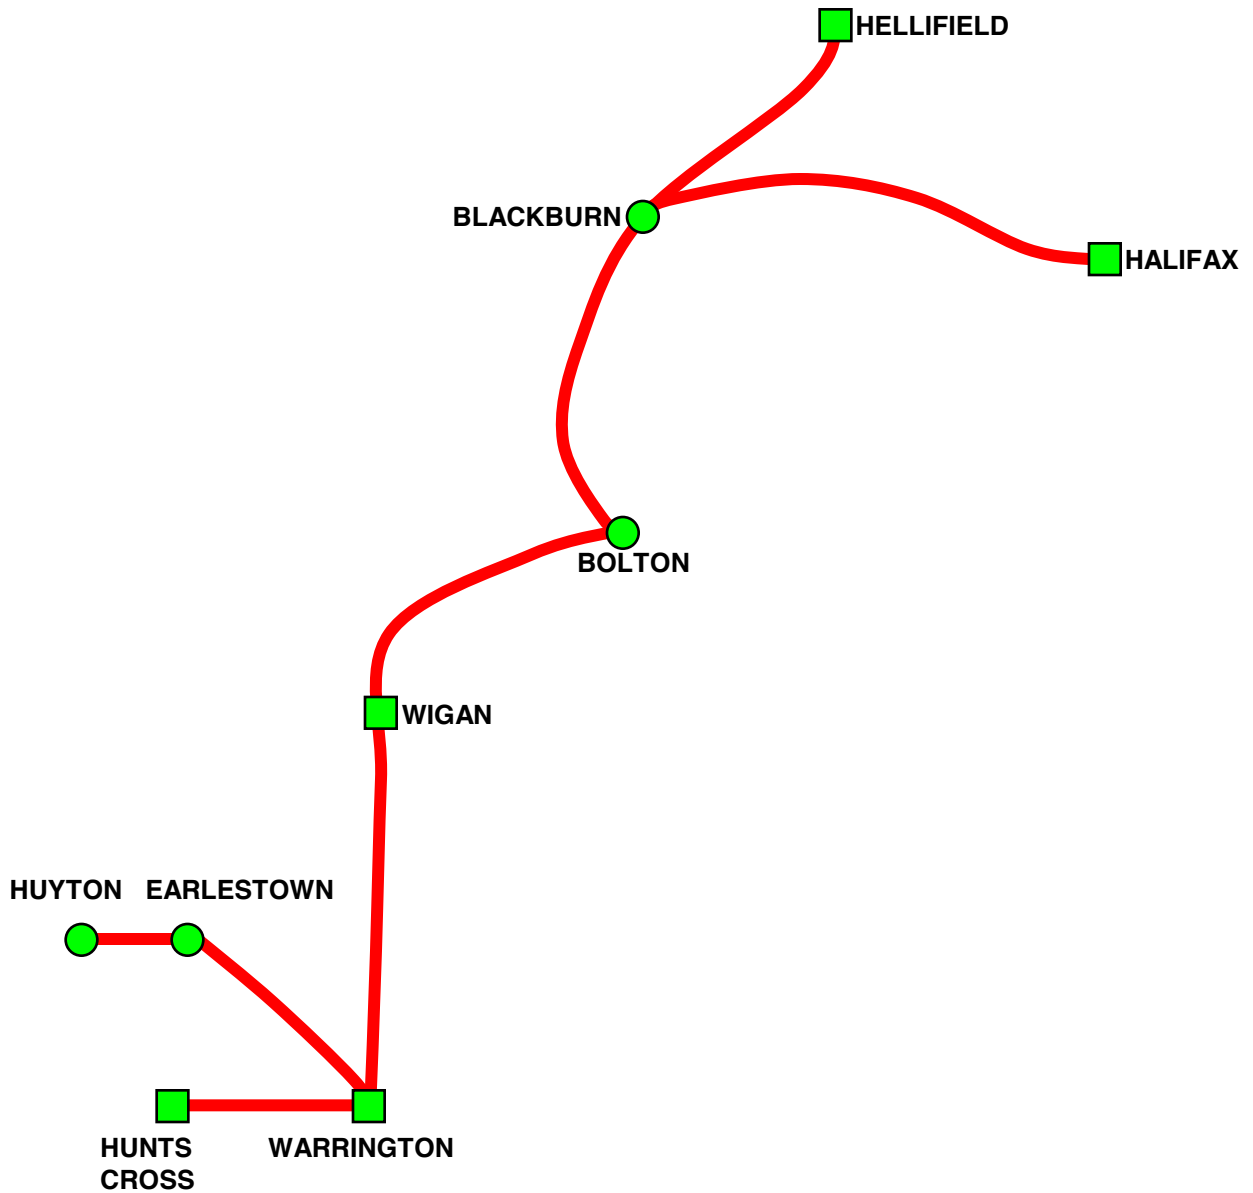 HELLIFIELD
BLACKBURN
HALIFAX
BOLTON
WIGAN
HUYTON
EARLESTOWN
HUNTS
CROSS
WARRINGTON